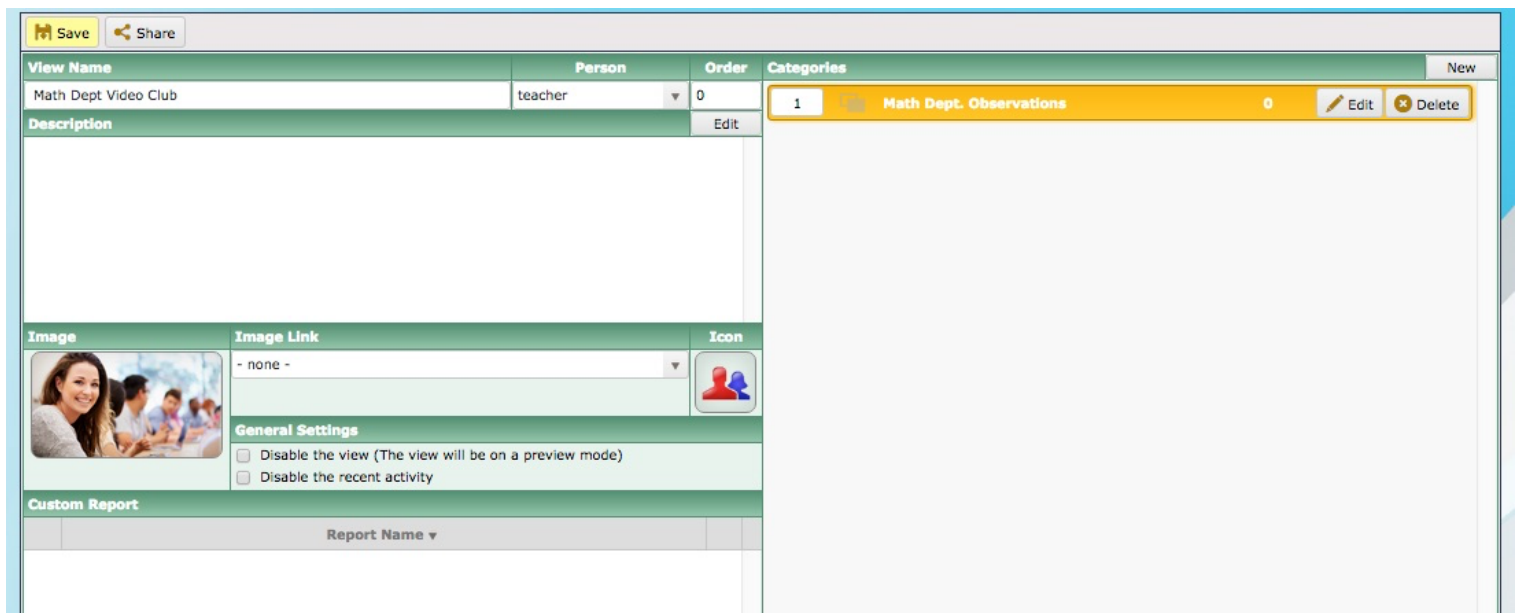 Save Share
View Name Person Order Categories New
Math Dept Video Club teacher 0 1 Math Dept. Observations 0 Edit Delete
Description Edit
Image Image Link Icon
- none -
General Settings
Disable the view (The view will be on a preview mode)
Disable the recent activity
Custom Report
Report Name